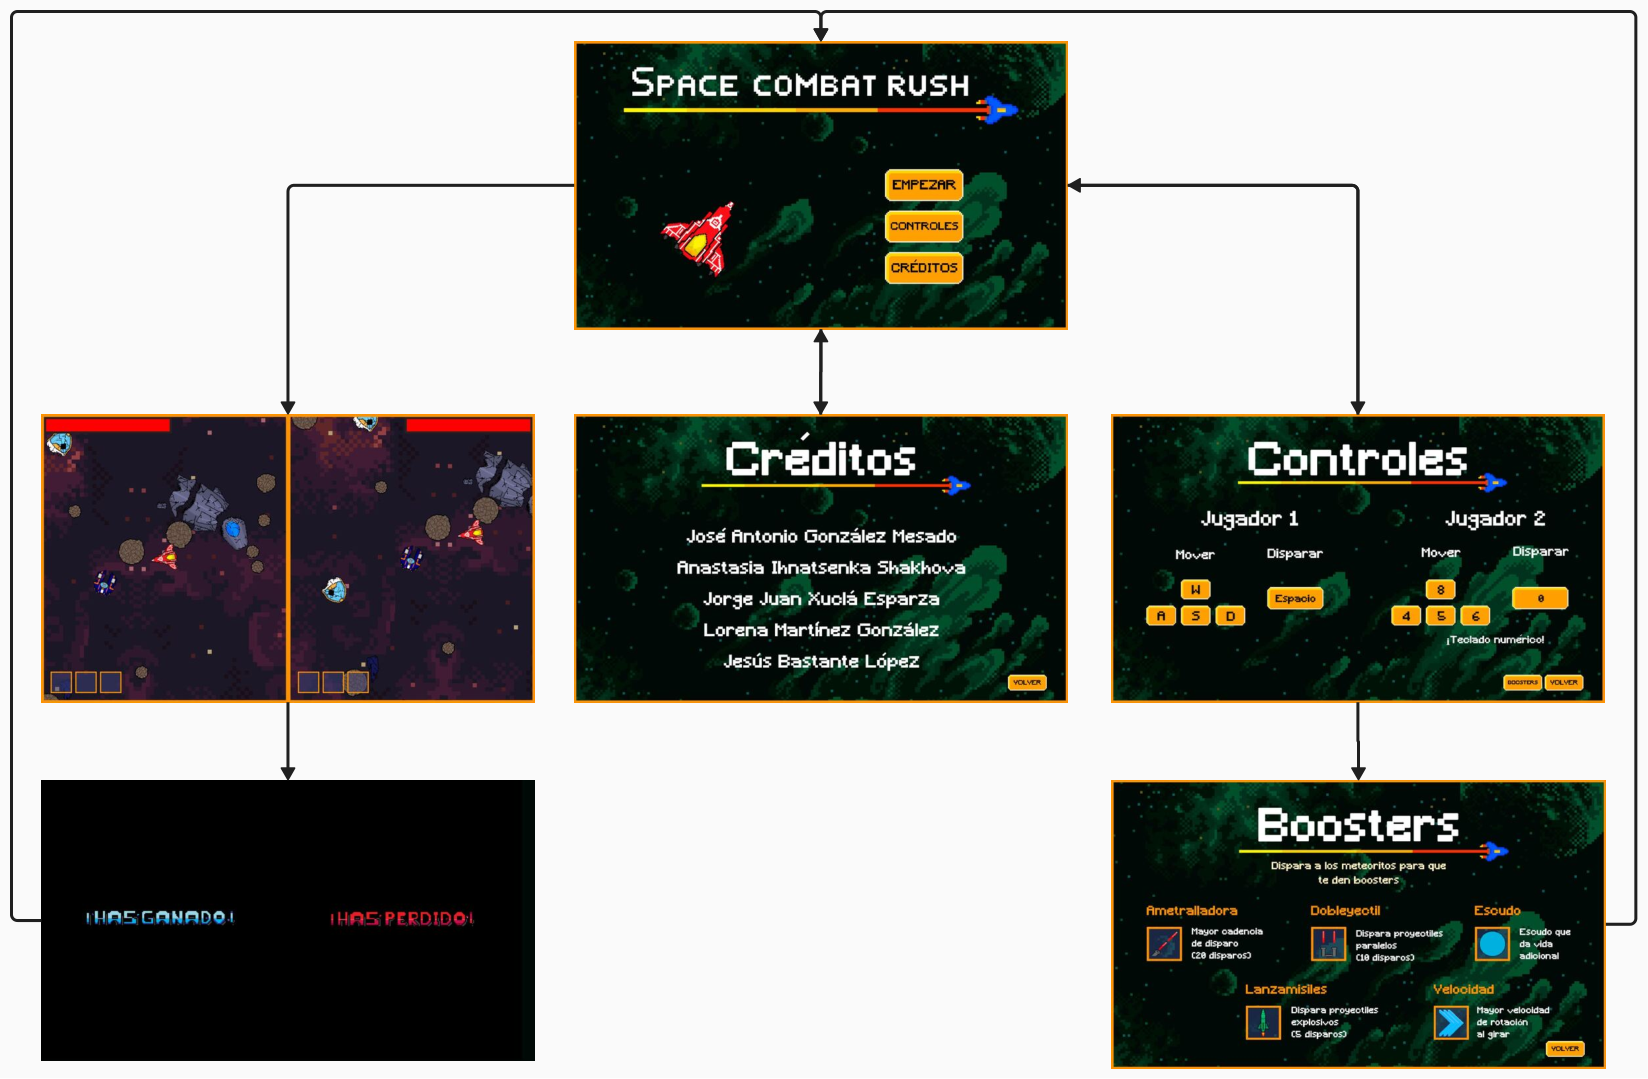 SPACE COMBAT RUSH
EMPEZAR
CONTROLES
CRÉDITOS
Créditos
José Antonio González Mesado
Anastasia Ihnatsenka Shakhova
Jorge Juan Xuclá Esparza
Lorena Martínez González
Jesús Bastante López
VOLVER
Controles
Jugador 1
Mover
Disparar
W
A S D
Espacio
Jugador 2
Mover
Disparar
8
4 5 6
0
¡Teclado numérico!
BOOSTERS
VOLVER
¡HAS GANADO!
¡HAS PERDIDO!
Boosters
Dispara a los meteoritos para que
te den boosters
Ametralladora
Mayor cadencia
de disparo
(20 disparos)
Dobleyectil
Dispara proyectiles
paralelos
(10 disparos)
Escudo
Escudo que
da vida
adicional
Lanzamisiles
Dispara proyectiles
explosivos
(5 disparos)
Velocidad
Mayor velocidad
de rotación
al girar
VOLVER